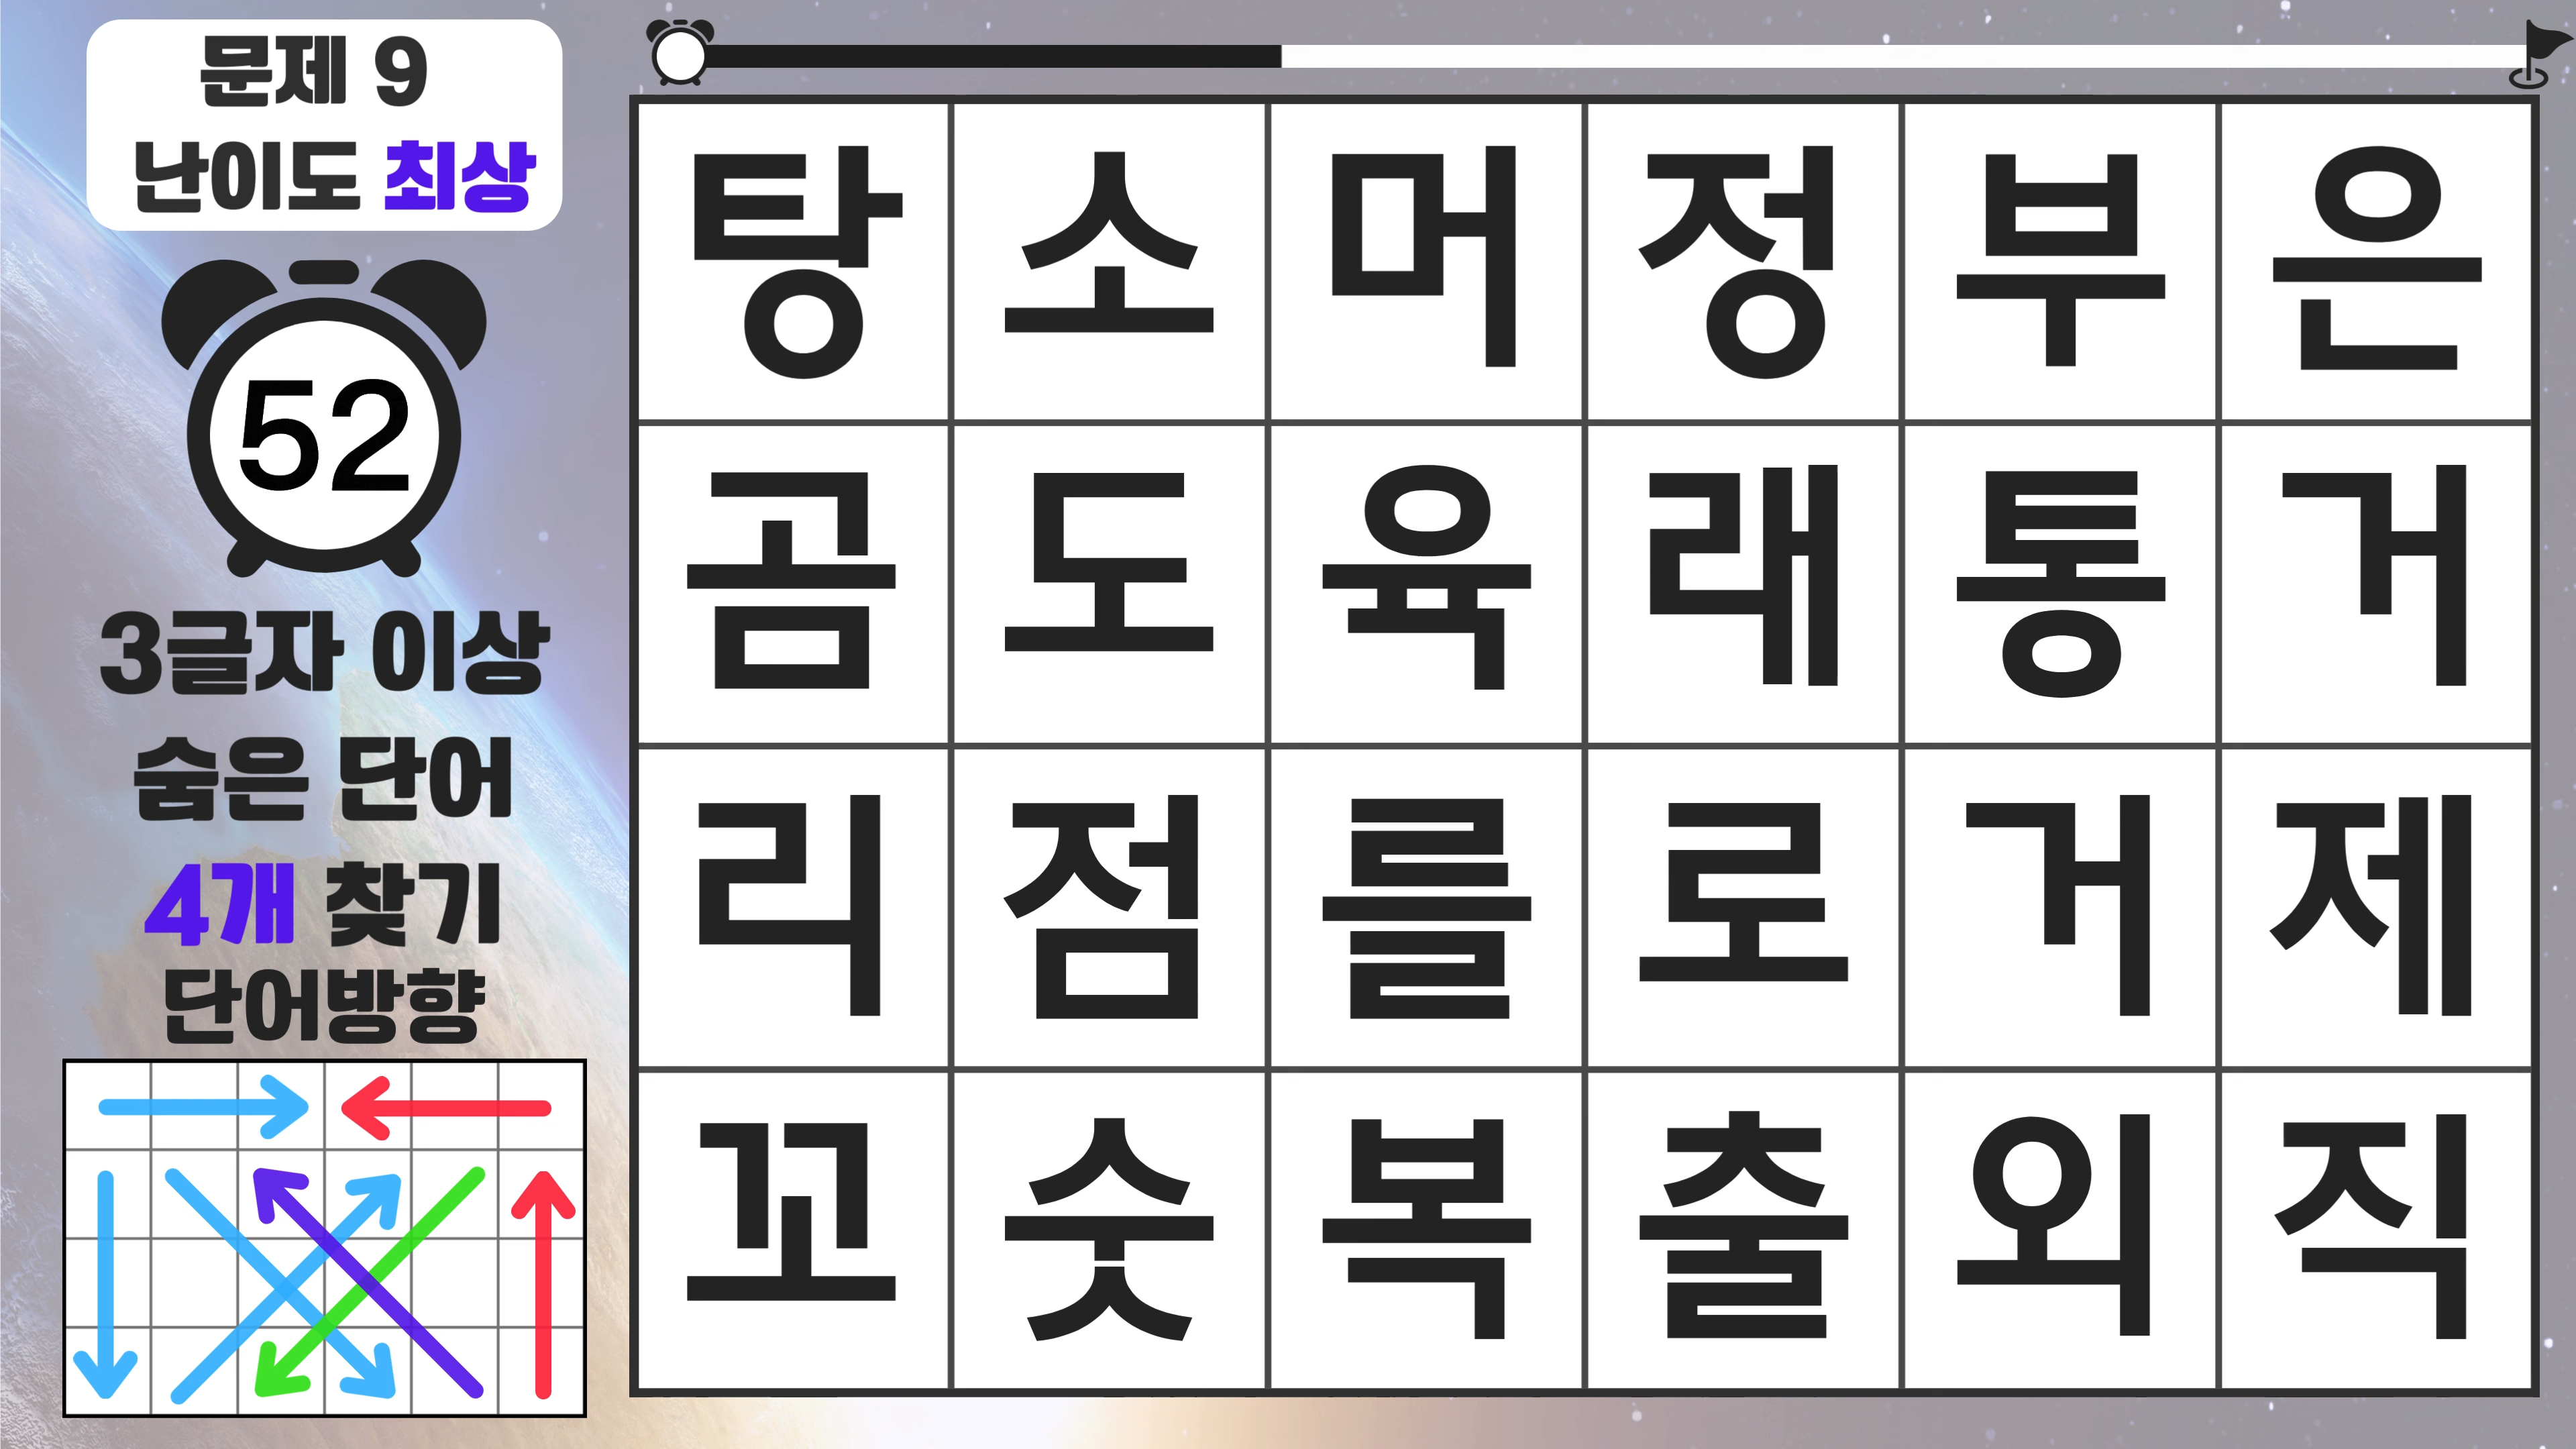 문제 9
난이도 최상
52
3글자 이상
숨은 단어
4개 찾기
단어방향
탕 소 머 정 부 은
곰 도 육 래 통 거
리 점 를 로 거 제
꼬 숫 복 출 외 직